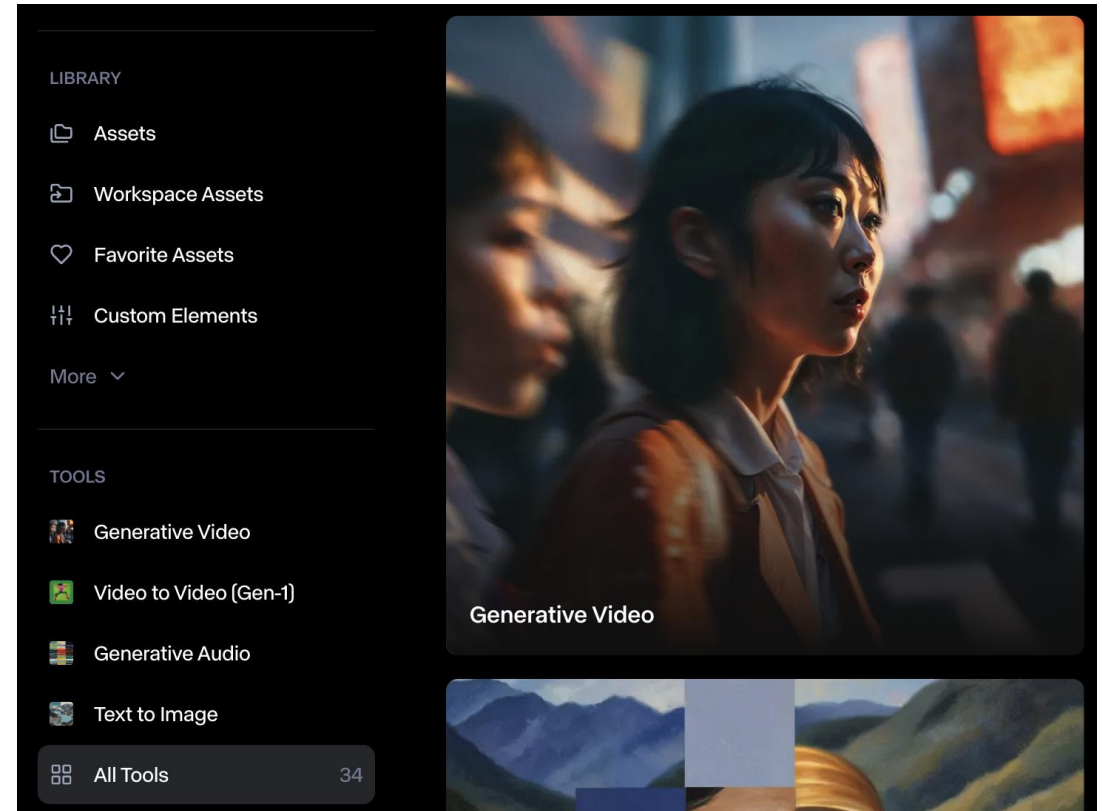 LIBRARY
Assets
Workspace Assets
Favorite Assets
Custom Elements
More
TOOLS
Generative Video
Video to Video (Gen-1)
Generative Audio
Text to Image
All Tools 34
Generative Video